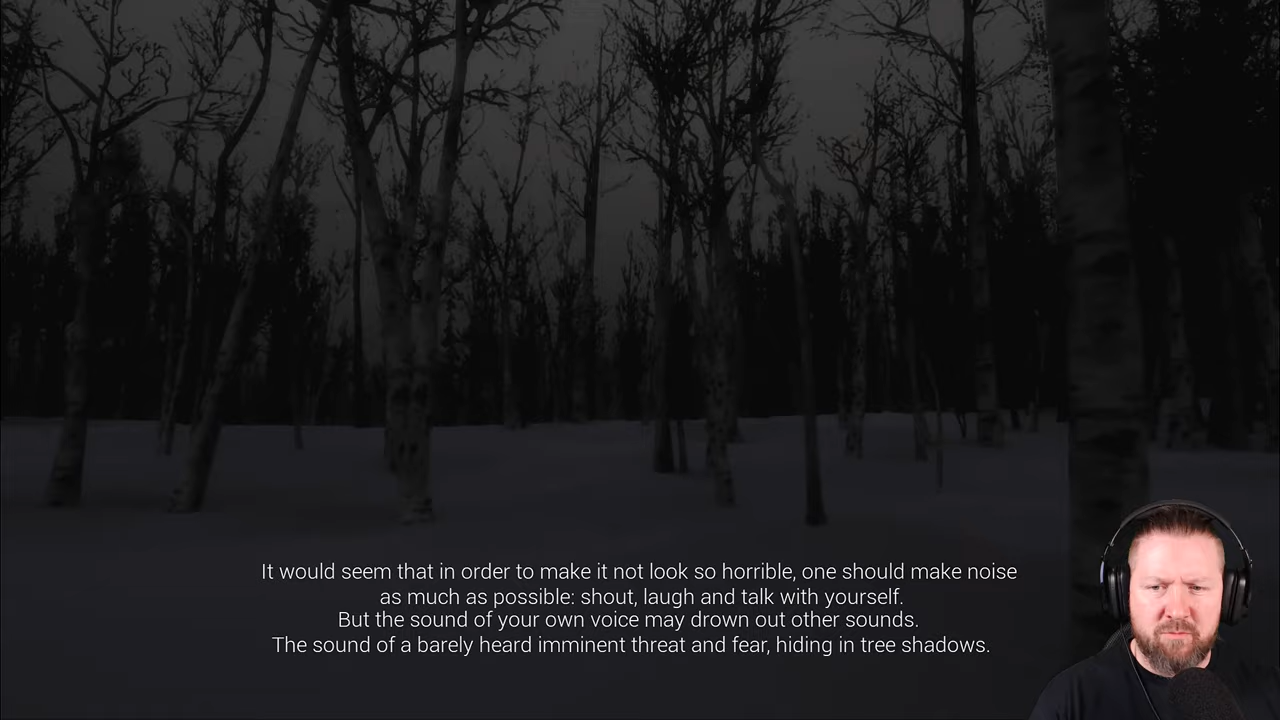 It would seem that in order to make it not look so horrible, one should make noise
as much as possible: shout, laugh and talk with yourself.
But the sound of your own voice may drown out other sounds.
The sound of a barely heard imminent threat and fear, hiding in tree shadows.